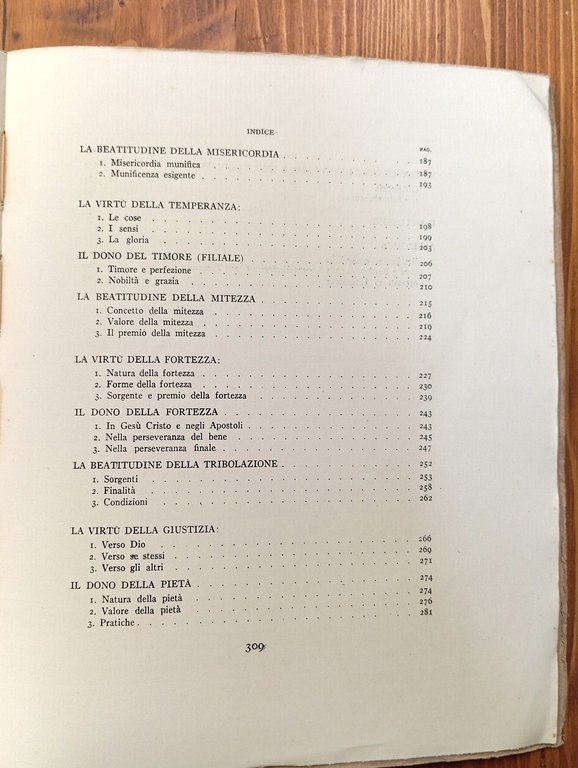 INDICE
PAG.
LA BEATITUDINE DELLA MISERICORDIA . . . . . 187
1. Misericordia munifica . . . . . 187
2. Munificenza esigente . . . . . 193
LA VIRTÙ DELLA TEMPERANZA:
1. Le cose . . . . . 198
2. I sensi . . . . . 199
3. La gloria . . . . . 203
IL DONO DEL TIMORE (FILIALE) . . . . . 206
1. Timore e perfezione . . . . . 207
2. Nobiltà e grazia . . . . . 210
LA BEATITUDINE DELLA MITEZZA . . . . . 215
1. Concetto della mitezza . . . . . 216
2. Valore della mitezza . . . . . 219
3. Il premio della mitezza . . . . . 224
LA VIRTÙ DELLA FORTEZZA:
1. Natura della fortezza . . . . . 227
2. Forme della fortezza . . . . . 230
3. Sorgente e premio della fortezza . . . . . 239
IL DONO DELLA FORTEZZA . . . . . 243
1. In Gesù Cristo e negli Apostoli . . . . . 243
2. Nella perseveranza del bene . . . . . 245
3. Nella perseveranza finale . . . . . 247
LA BEATITUDINE DELLA TRIBOLAZIONE . . . . . 252
1. Sorgenti . . . . . 253
2. Finalità . . . . . 258
3. Condizioni . . . . . 262
LA VIRTÙ DELLA GIUSTIZIA:
1. Verso Dio . . . . . 266
2. Verso se stessi . . . . . 269
3. Verso gli altri . . . . . 271
IL DONO DELLA PIETÀ . . . . . 274
1. Natura della pietà . . . . . 274
2. Valore della pietà . . . . . 276
3. Pratiche . . . . . 281
309